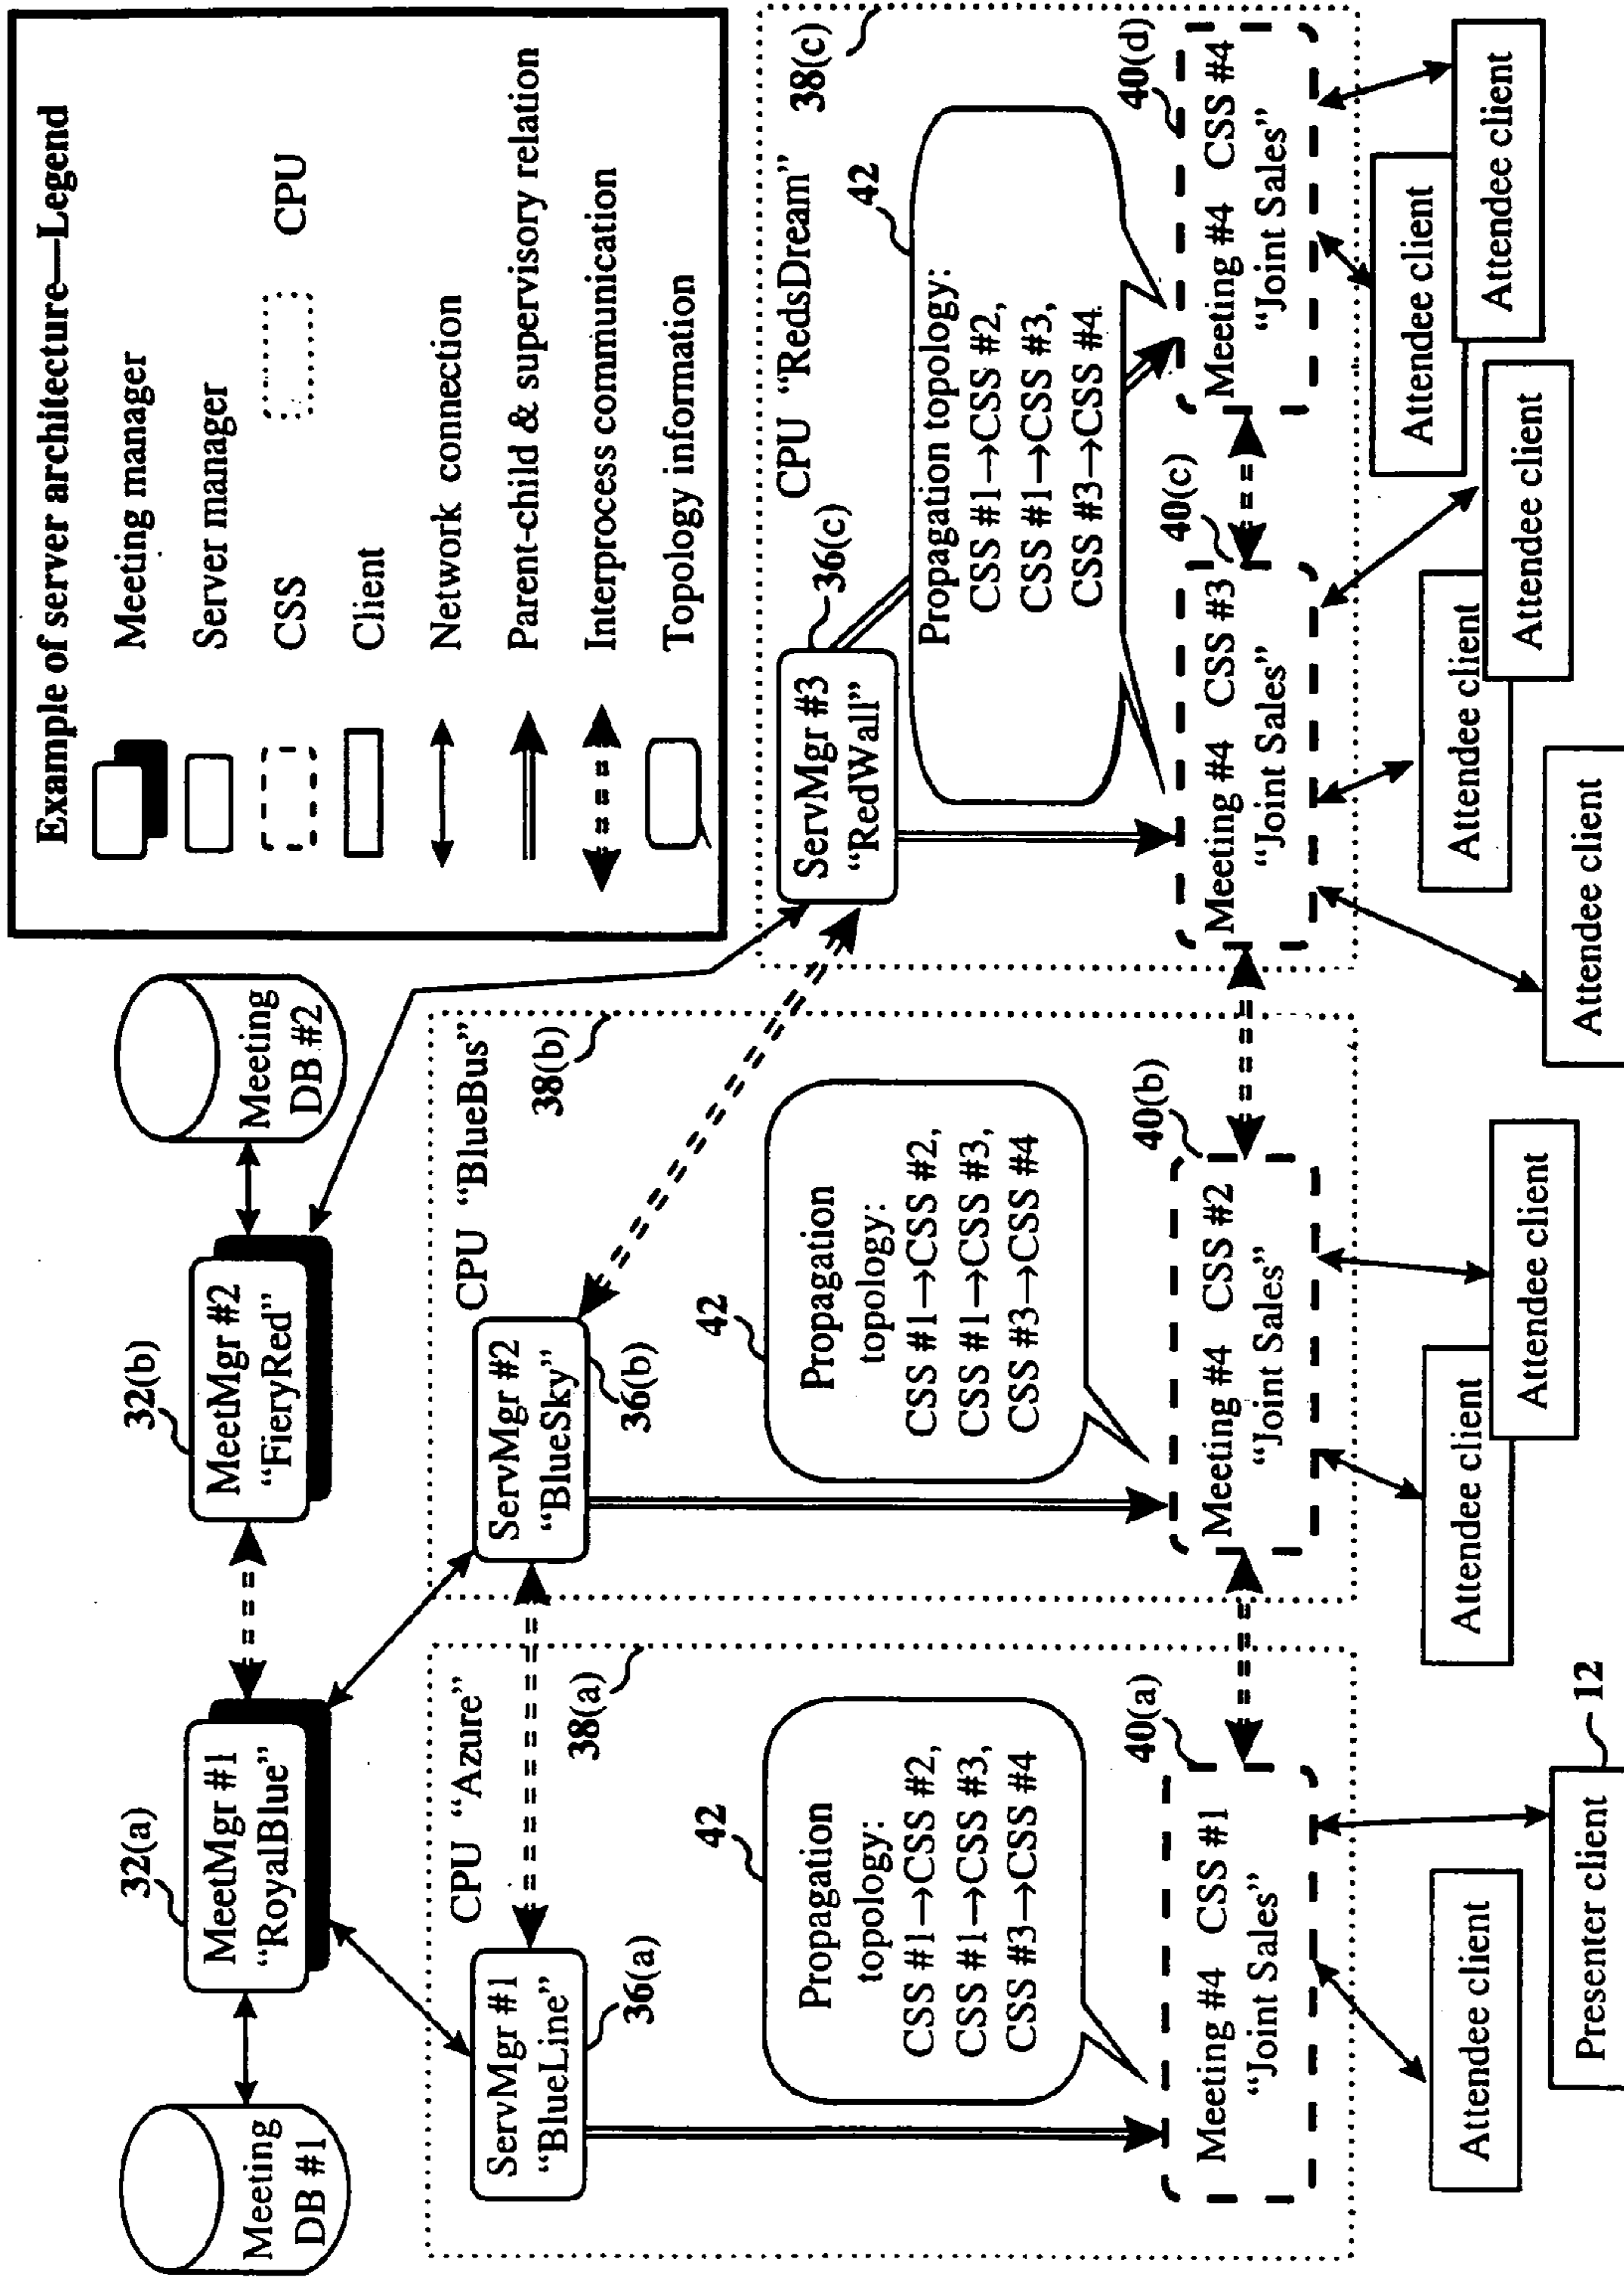 Example of server architecture—Legend
Meeting manager
Server manager
CSS
CPU
Client
Network connection
Parent-child & supervisory relation
Interprocess communication
Topology information
Meeting
DB #1
32(a)
MeetMgr #1
“RoyalBlue”
32(b)
MeetMgr #2
“FieryRed”
Meeting
DB #2
CPU “Azure”
ServMgr #1
“BlueLine”
36(a)
38(a)
42
Propagation
topology:
CSS #1→CSS #2,
CSS #1→CSS #3,
CSS #3→CSS #4
40(a)
Meeting #4 CSS #1
“Joint Sales”
Attendee client
Presenter client
12
CPU “BlueBus”
ServMgr #2
“BlueSky”
36(b)
38(b)
42
Propagation
topology:
CSS #1→CSS #2,
CSS #1→CSS #3,
CSS #3→CSS #4
40(b)
Meeting #4 CSS #2
“Joint Sales”
Attendee client
Attendee client
CPU “RedsDream”
38(c)
ServMgr #3
“RedWall”
36(c)
42
Propagation topology:
CSS #1→CSS #2,
CSS #1→CSS #3,
CSS #3→CSS #4
40(c)
Meeting #4 CSS #3
“Joint Sales”
40(d)
Meeting #4 CSS #4
“Joint Sales”
Attendee client
Attendee client
Attendee client
Attendee client
Attendee client